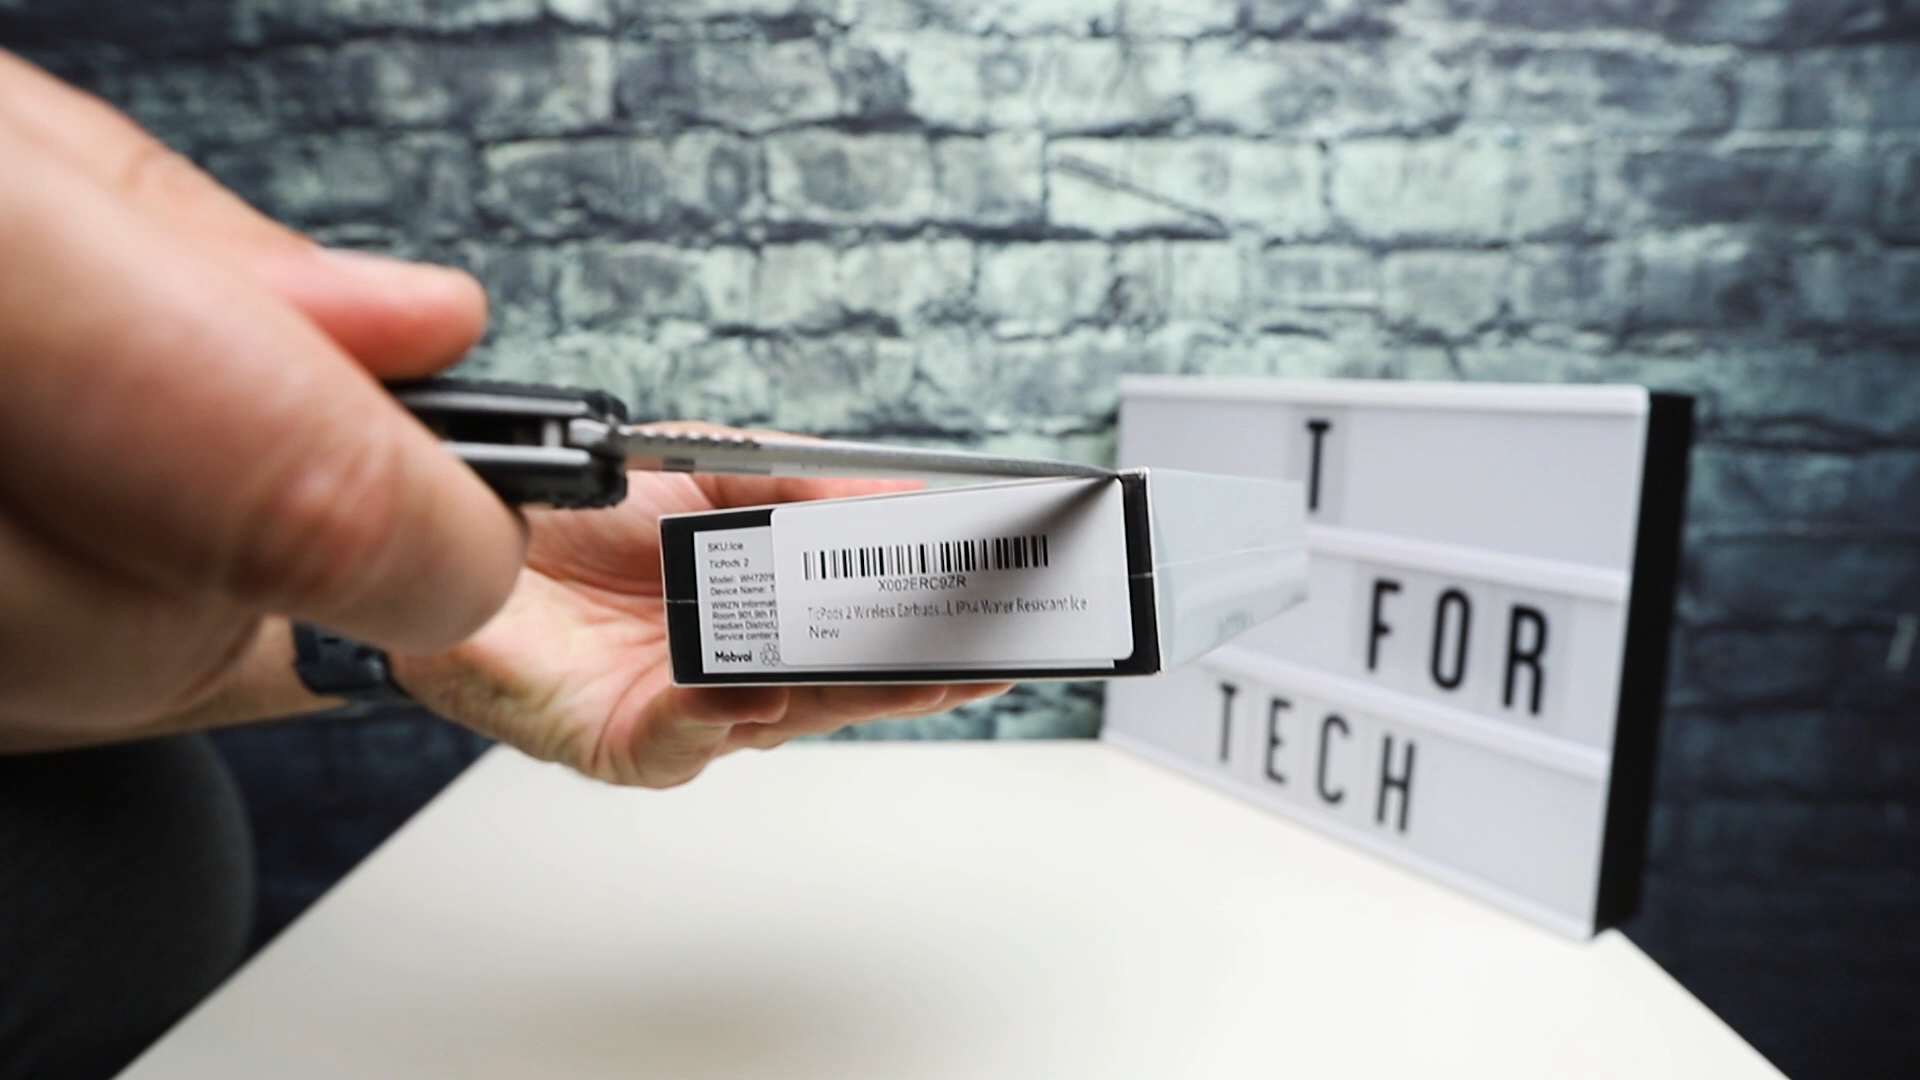 SKU:Ice
TicPods 2
Model: WH7201
Device Name: T
WWZN Informat
Room 901,9th Fl
Haidian District,
Service center's
Mobvoi
X002ERC9ZR
TicPods 2 Wireless Earbuds...l, IPX4 Water Resistant Ice
New
T
FOR
TECH